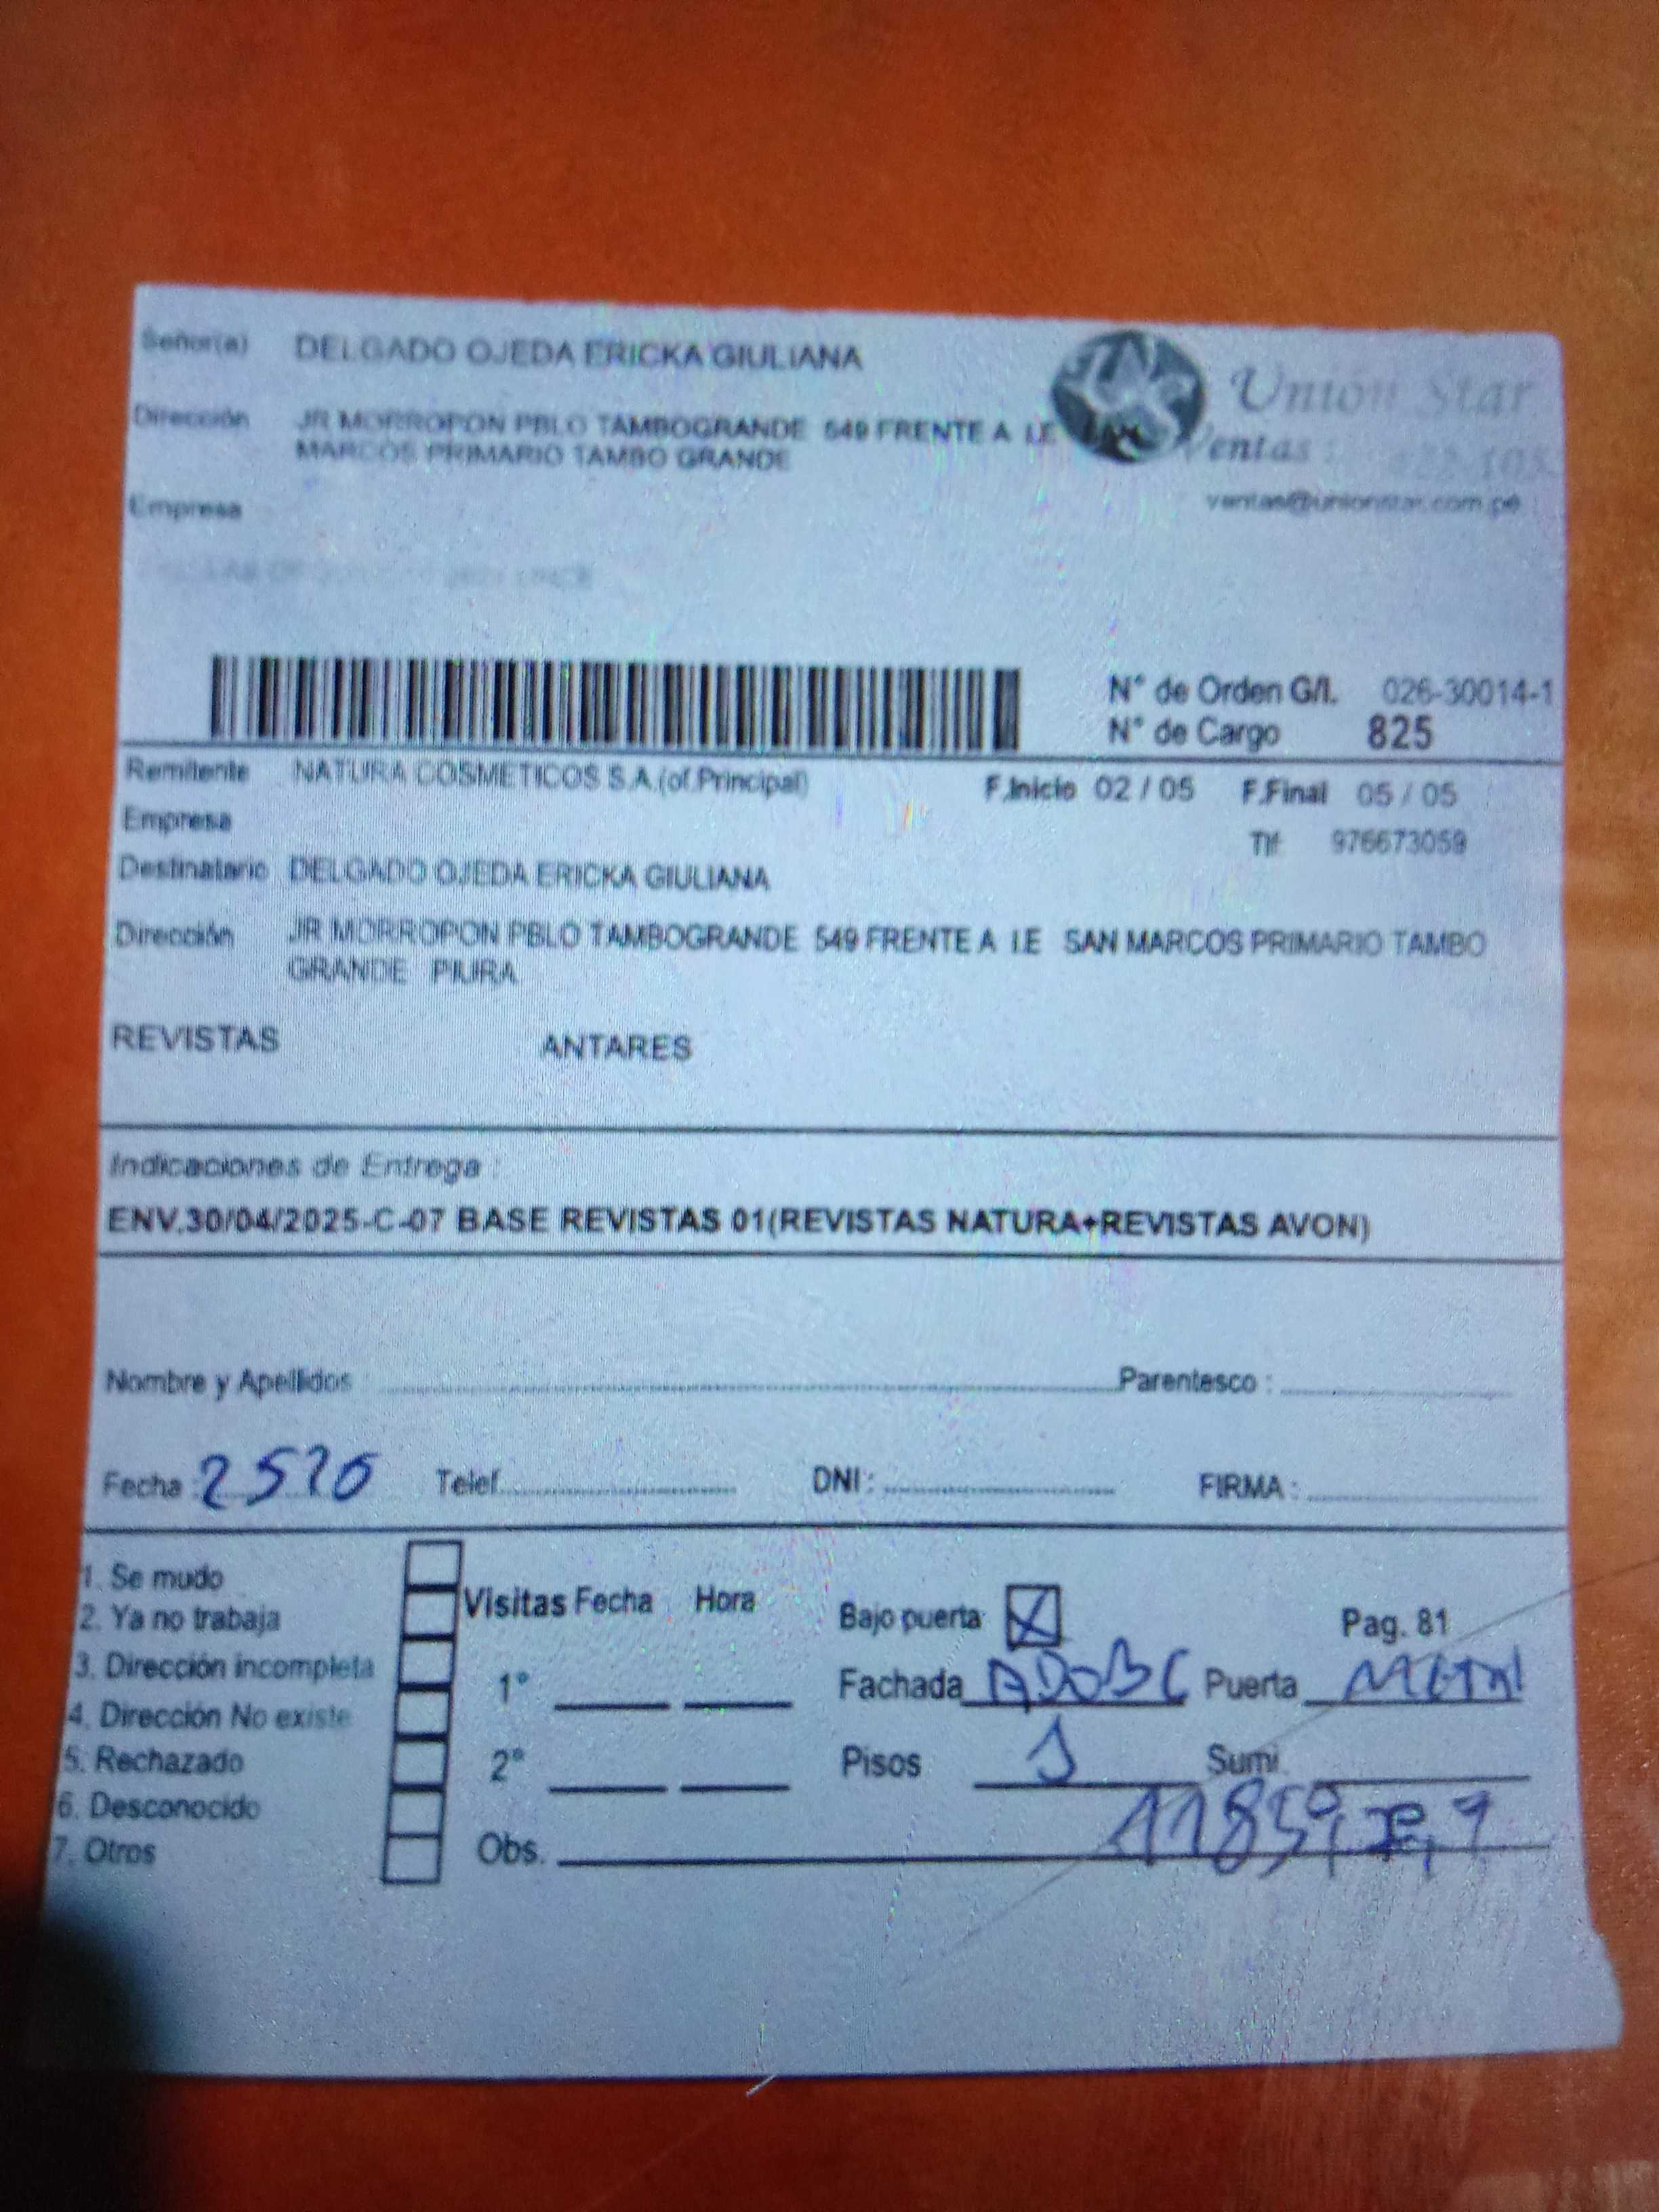 Señor(a) DELGADO OJEDA ERICKA GIULIANA
Dirección JR MORROPON PBLO TAMBOGRANDE 549 FRENTE A I.E
MARCOS PRIMARIO TAMBO GRANDE
Unión Star
Ventas :
ventas@unionstar.com.pe
Empresa
N° de Orden G/I. 026-30014-1
N° de Cargo 825
Remitente NATURA COSMETICOS S.A.(of.Principal) F.Inicio 02 / 05 F.Final 05 / 05
Empresa
Tlf: 976673059
Destinatario DELGADO OJEDA ERICKA GIULIANA
Dirección JR MORROPON PBLO TAMBOGRANDE 549 FRENTE A I.E SAN MARCOS PRIMARIO TAMBO
GRANDE PIURA
REVISTAS ANTARES
Indicaciones de Entrega :
ENV.30/04/2025-C-07 BASE REVISTAS 01(REVISTAS NATURA+REVISTAS AVON)
Nombre y Apellidos : Parentesco :
Fecha : Telef. DNI : FIRMA :
1. Se mudo
2. Ya no trabaja
3. Dirección incompleta
4. Dirección No existe
5. Rechazado
6. Desconocido
7. Otros
Visitas Fecha Hora
1°
2°
Obs.
Bajo puerta X Pag. 81
Fachada ADOBE Puerta METAL
Pisos 1 Sumi.